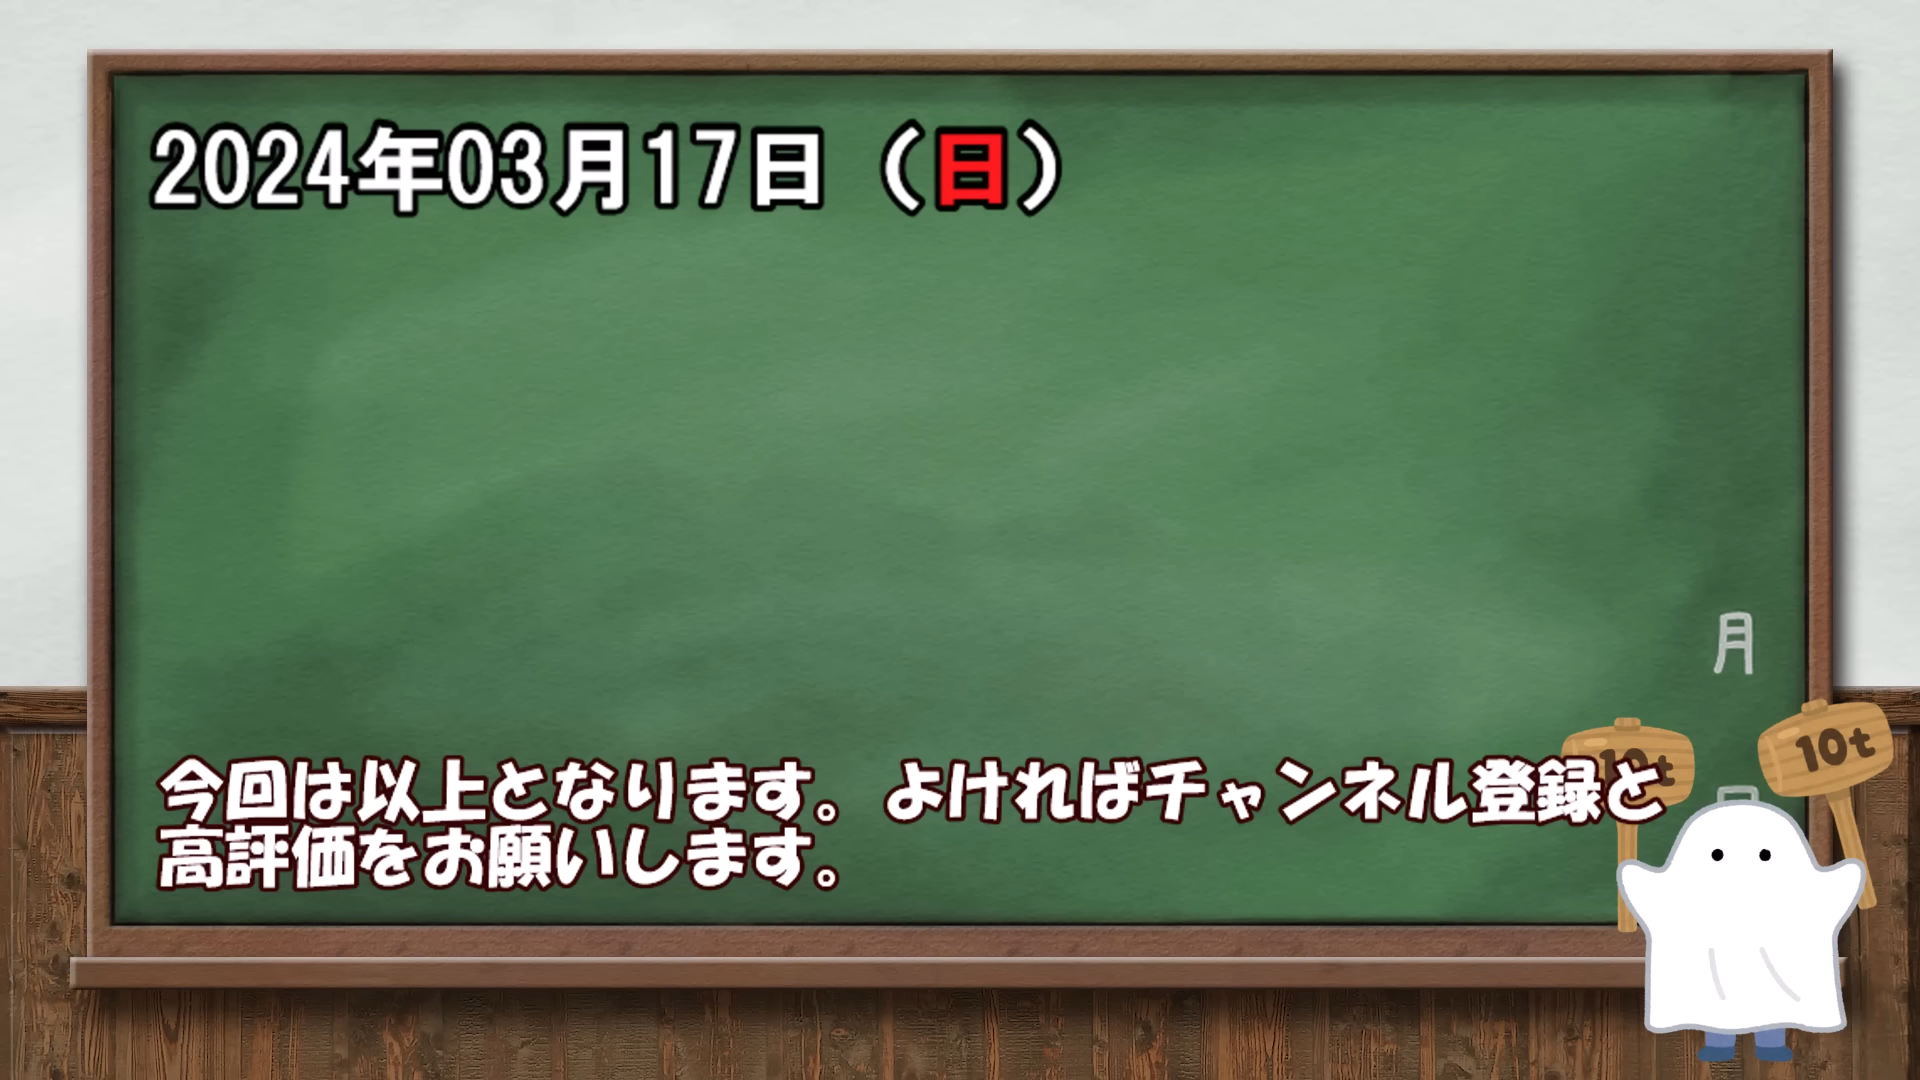 2024年03月17日（日）
月
今回は以上となります。よければチャンネル登録と
高評価をお願いします。
10t
10t